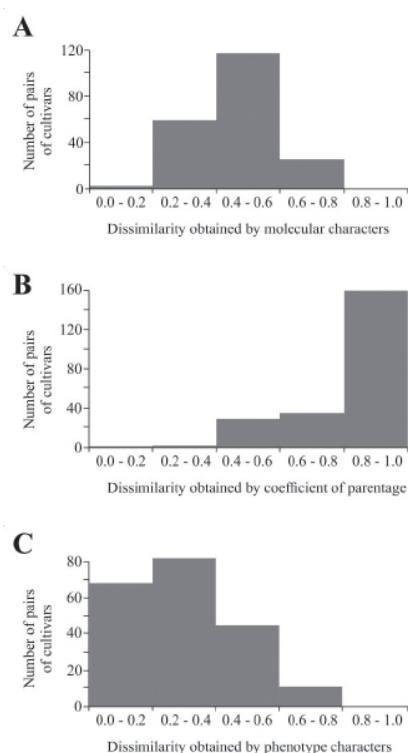 A
Number of pairs
of cultivars
120
80
40
0
0.0 - 0.2 0.2 - 0.4 0.4 - 0.6 0.6 - 0.8 0.8 - 1.0
Dissimilarity obtained by molecular characters
B
Number of pairs
of cultivars
160
120
80
40
0
0.0 - 0.2 0.2 - 0.4 0.4 - 0.6 0.6 - 0.8 0.8 - 1.0
Dissimilarity obtained by coefficient of parentage
C
Number of pairs
of cultivars
80
60
40
20
0
0.0 - 0.2 0.2 - 0.4 0.4 - 0.6 0.6 - 0.8 0.8 - 1.0
Dissimilarity obtained by phenotype characters